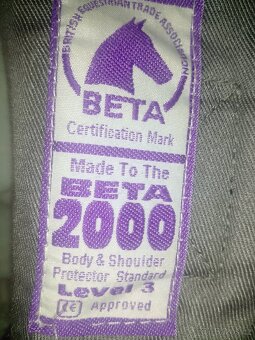 BRITISH EQUESTRIAN TRADE ASSOCIATION
BETA
Certification Mark
Made To The
BETA
2000
Body & Shoulder
Protector Standard
Level 3
CE Approved